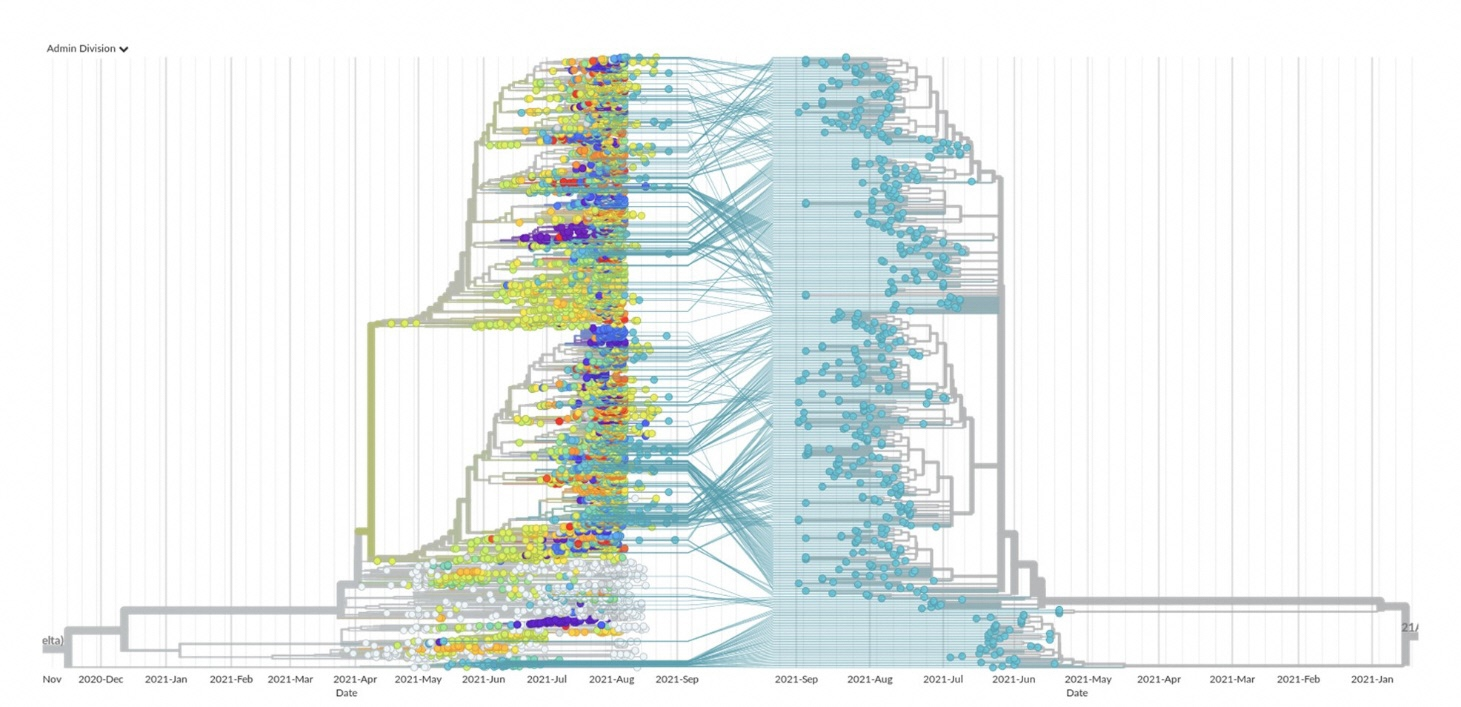 Admin Division
elta)
21/
Nov 2020-Dec 2021-Jan 2021-Feb 2021-Mar 2021-Apr 2021-May 2021-Jun 2021-Jul 2021-Aug 2021-Sep 2021-Sep 2021-Aug 2021-Jul 2021-Jun 2021-May 2021-Apr 2021-Mar 2021-Feb 2021-Jan
Date Date